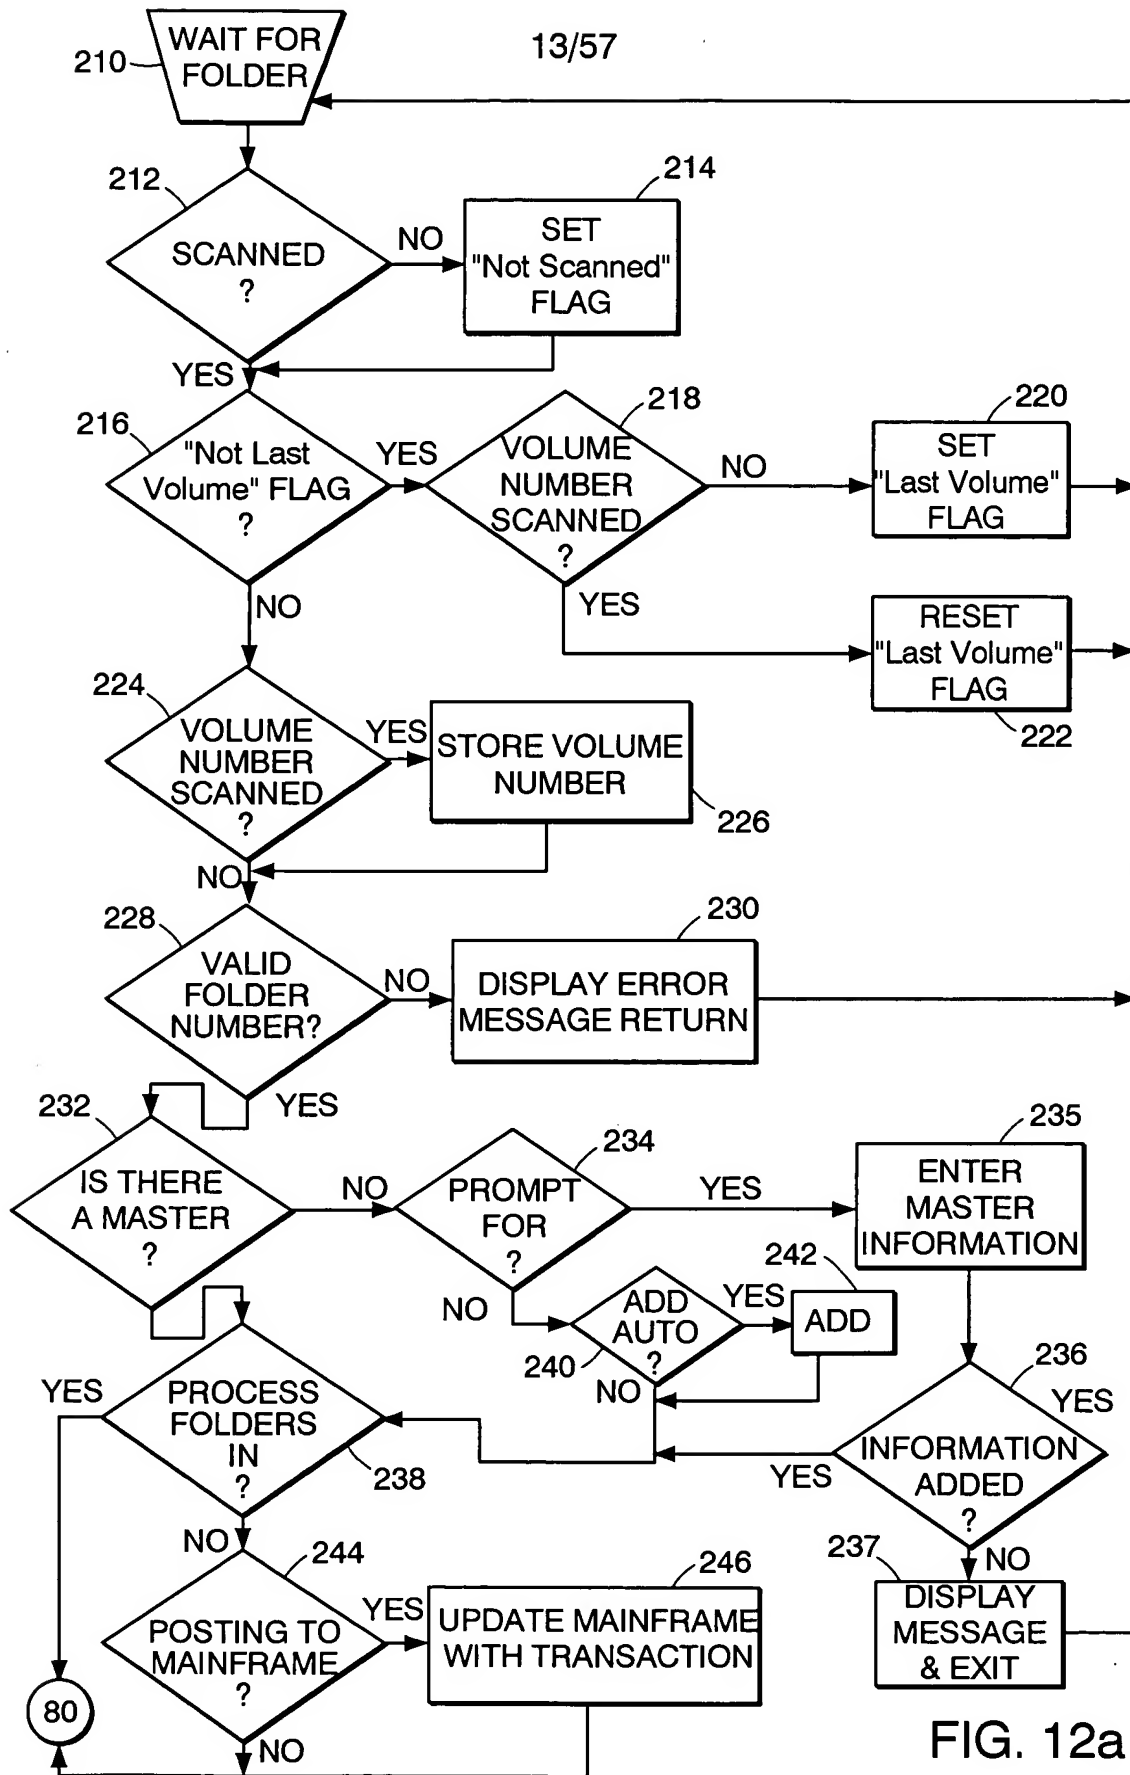 13/57
WAIT FOR
FOLDER
210
212
SCANNED
?
NO
214
SET
"Not Scanned"
FLAG
YES
216
"Not Last
Volume" FLAG
?
YES
218
VOLUME
NUMBER
SCANNED
?
NO
220
SET
"Last Volume"
FLAG
YES
RESET
"Last Volume"
FLAG
222
NO
224
VOLUME
NUMBER
SCANNED
?
YES
STORE VOLUME
NUMBER
226
NO
228
VALID
FOLDER
NUMBER?
NO
230
DISPLAY ERROR
MESSAGE RETURN
YES
232
IS THERE
A MASTER
?
NO
234
PROMPT
FOR
?
YES
235
ENTER
MASTER
INFORMATION
NO
ADD
AUTO
?
240
YES
242
ADD
NO
236
YES
INFORMATION
ADDED
?
YES
NO
237
DISPLAY
MESSAGE
& EXIT
YES
PROCESS
FOLDERS
IN
?
238
NO
244
POSTING TO
MAINFRAME
?
YES
246
UPDATE MAINFRAME
WITH TRANSACTION
80
NO
FIG. 12a